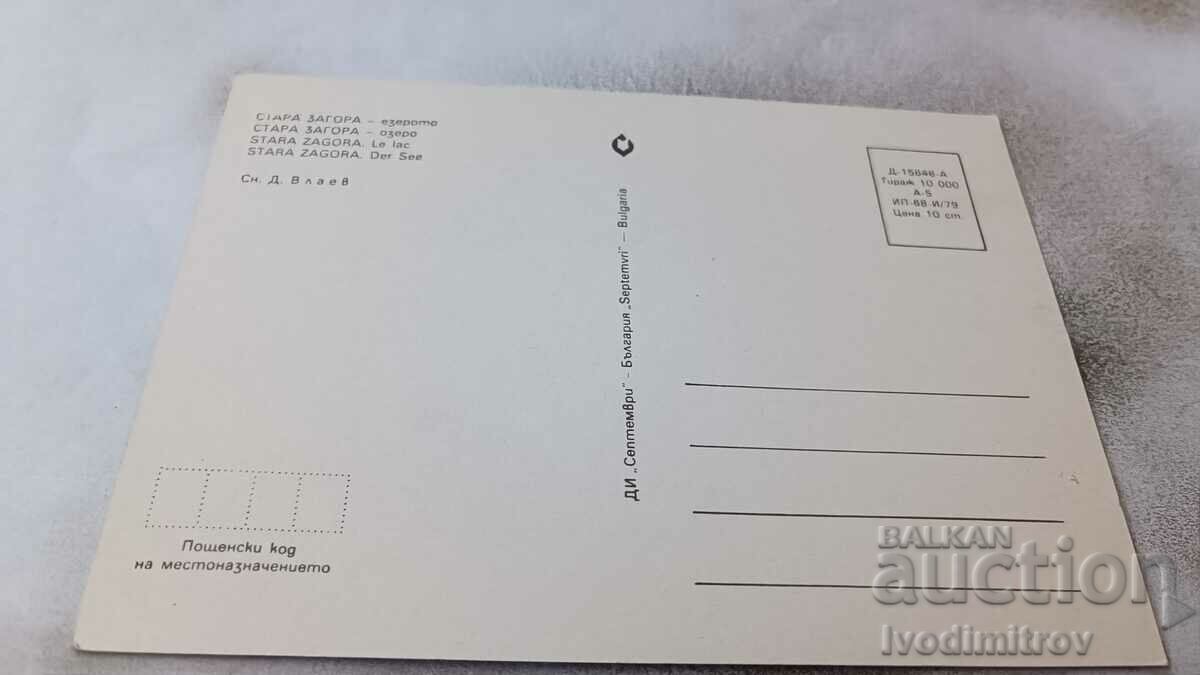 СТАРА ЗАГОРА – езерото
СТАРА ЗАГОРА – озеро
STARA ZAGORA. Le lac
STARA ZAGORA. Der See
Сн. Д. Влаев
ДИ „Септември" - България „Septemvri" — Bulgaria
Д-15846-А
Тираж 10 000
А-5
ИП-68-И/79
Цена 10 ст.
Пощенски код
на местоназначението
BALKAN
auction
Ivodimitrov